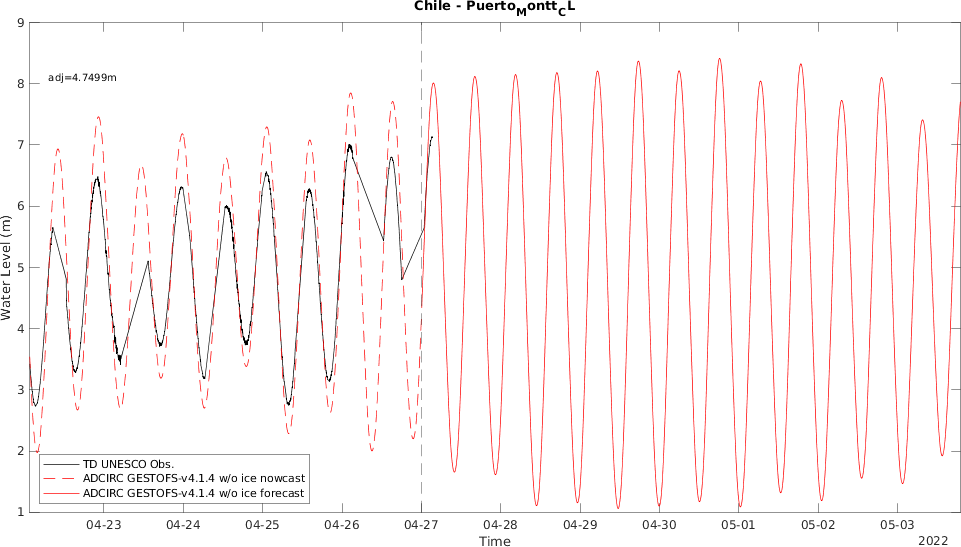 Chile - Puerto_Montt_CL
9
8
7
6
5
4
3
2
1
Water Level (m)
adj=4.7499m
TD UNESCO Obs.
ADCIRC GESTOFS-v4.1.4 w/o ice nowcast
ADCIRC GESTOFS-v4.1.4 w/o ice forecast
04-23 04-24 04-25 04-26 04-27 04-28 04-29 04-30 05-01 05-02 05-03
Time
2022